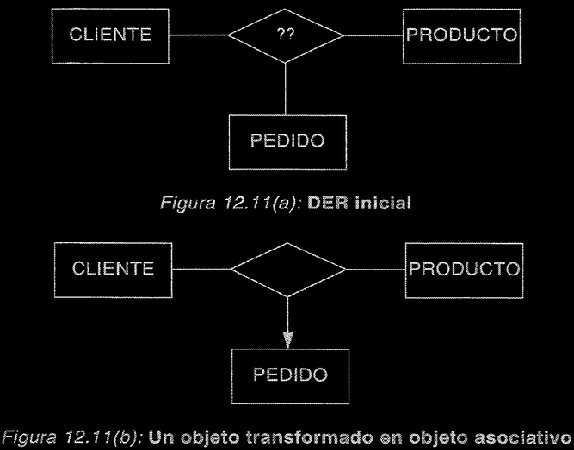 CLIENTE ?? PRODUCTO
PEDIDO
Figura 12.11(a): DER inicial
CLIENTE PRODUCTO
PEDIDO
Figura 12.11(b): Un objeto transformado en objeto asociativo